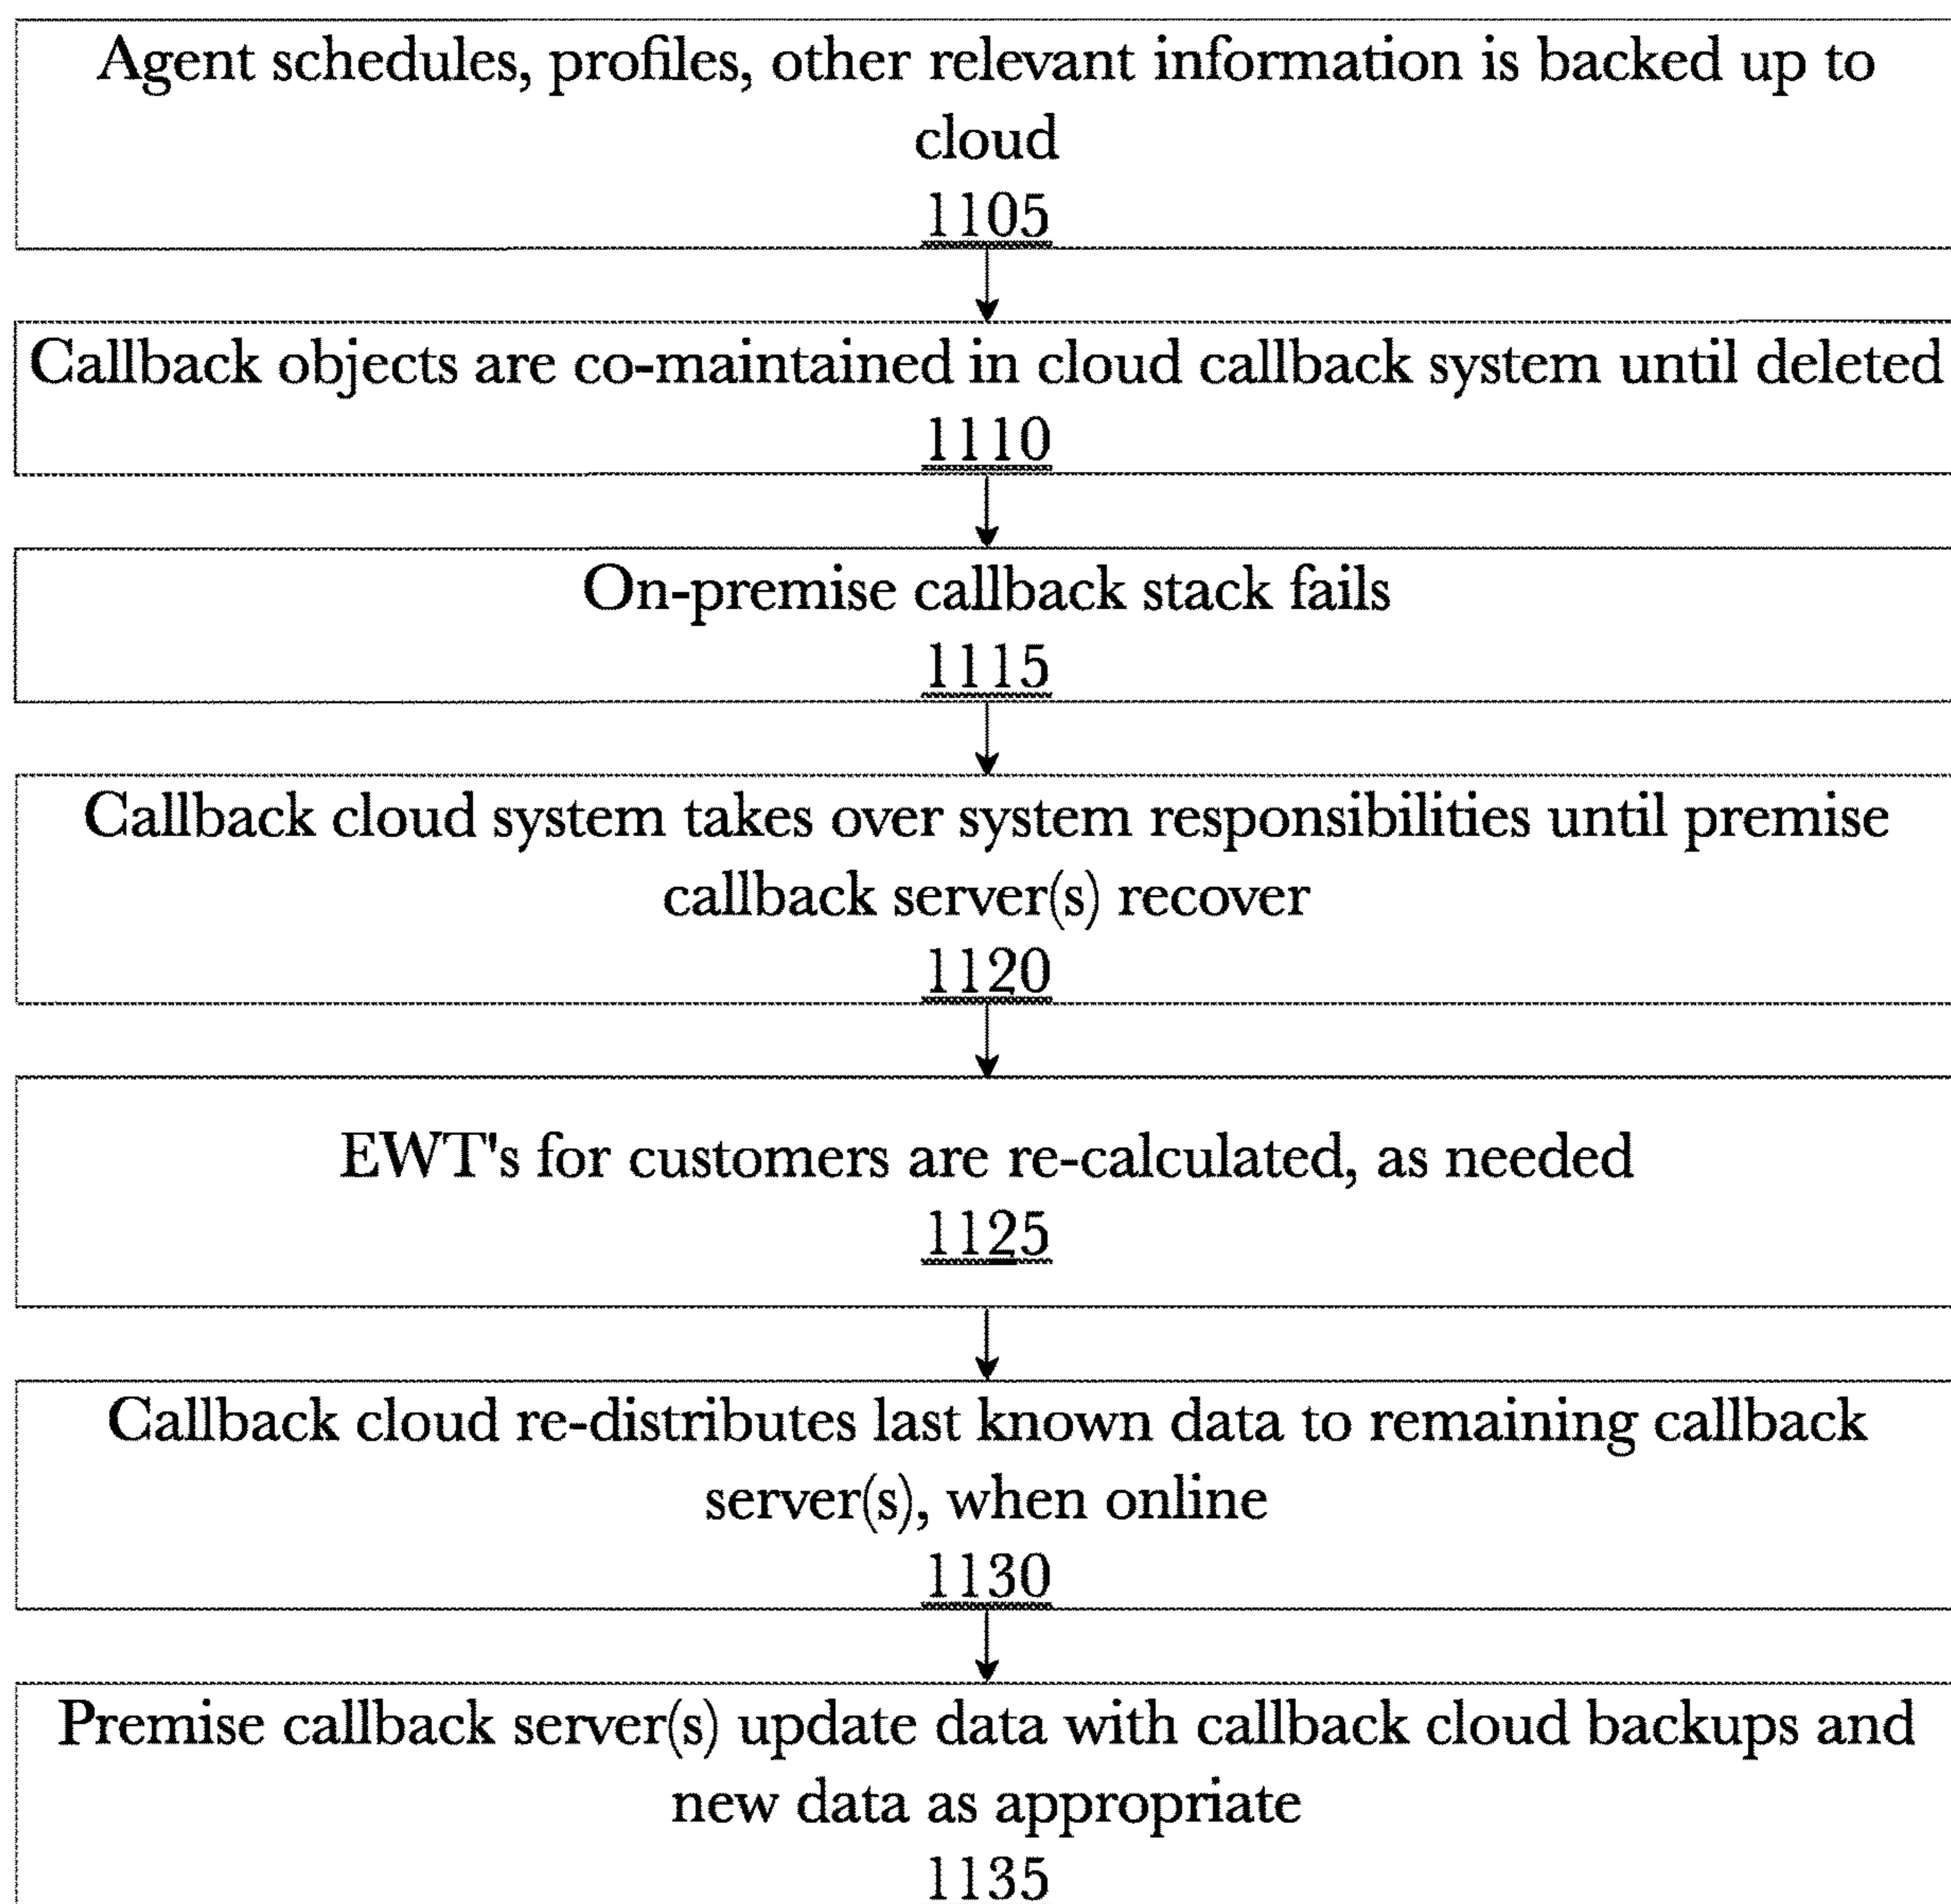 Agent schedules, profiles, other relevant information is backed up to
cloud
1105
Callback objects are co-maintained in cloud callback system until deleted
1110
On-premise callback stack fails
1115
Callback cloud system takes over system responsibilities until premise
callback server(s) recover
1120
EWT's for customers are re-calculated, as needed
1125
Callback cloud re-distributes last known data to remaining callback
server(s), when online
1130
Premise callback server(s) update data with callback cloud backups and
new data as appropriate
1135